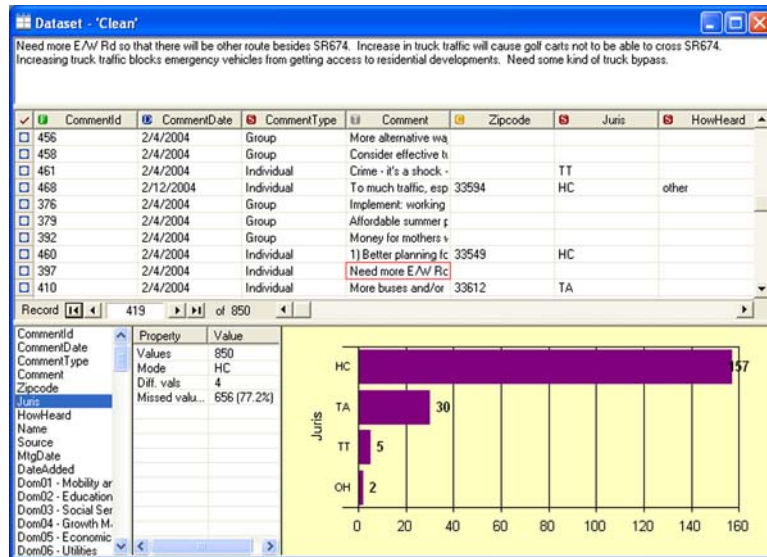 Dataset - 'Clean'
Need more E/W Rd so that there will be other route besides SR674. Increase in truck traffic will cause golf carts not to be able to cross SR674.
Increasing truck traffic blocks emergency vehicles from getting access to residential developments. Need some kind of truck bypass.
CommentId CommentDate CommentType Comment Zipcode Juris HowHeard
456 2/4/2004 Group More alternative wa
458 2/4/2004 Group Consider effective
461 2/4/2004 Individual Crime - it's a shock - TT
468 2/12/2004 Individual To much traffic, esp 33594 HC other
376 2/4/2004 Group Implement: working
379 2/4/2004 Group Affordable summer
392 2/4/2004 Group Money for mothers
460 2/4/2004 Individual 1) Better planning fc 33549 HC
397 2/4/2004 Individual Need more E/W Rc
410 2/4/2004 Individual More buses and/or 33612 TA
Record 419 of 850
CommentId
CommentDate
CommentType
Comment
Zipcode
Juris
HowHeard
Name
Source
MtgDate
DateAdded
Dom01 - Mobility ar
Dom02 - Education
Dom03 - Social Ser
Dom04 - Growth M
Dom05 - Economic
Dom06 - Utilities
Property Value
Values 850
Mode HC
Diff. vals 4
Missed valu... 656 (77.2%)
Juris
HC 157
TA 30
TT 5
OH 2
0 20 40 60 80 100 120 140 160